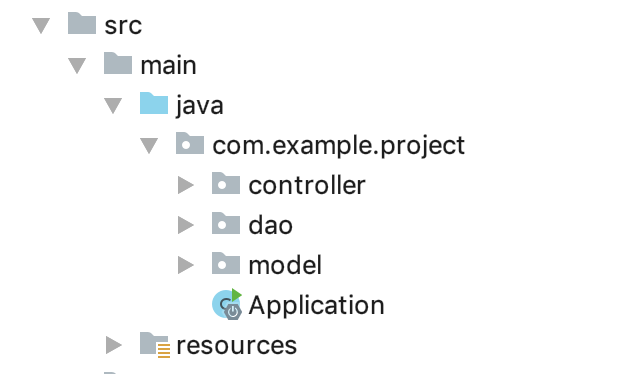 src
main
java
com.example.project
controller
dao
model
Application
resources